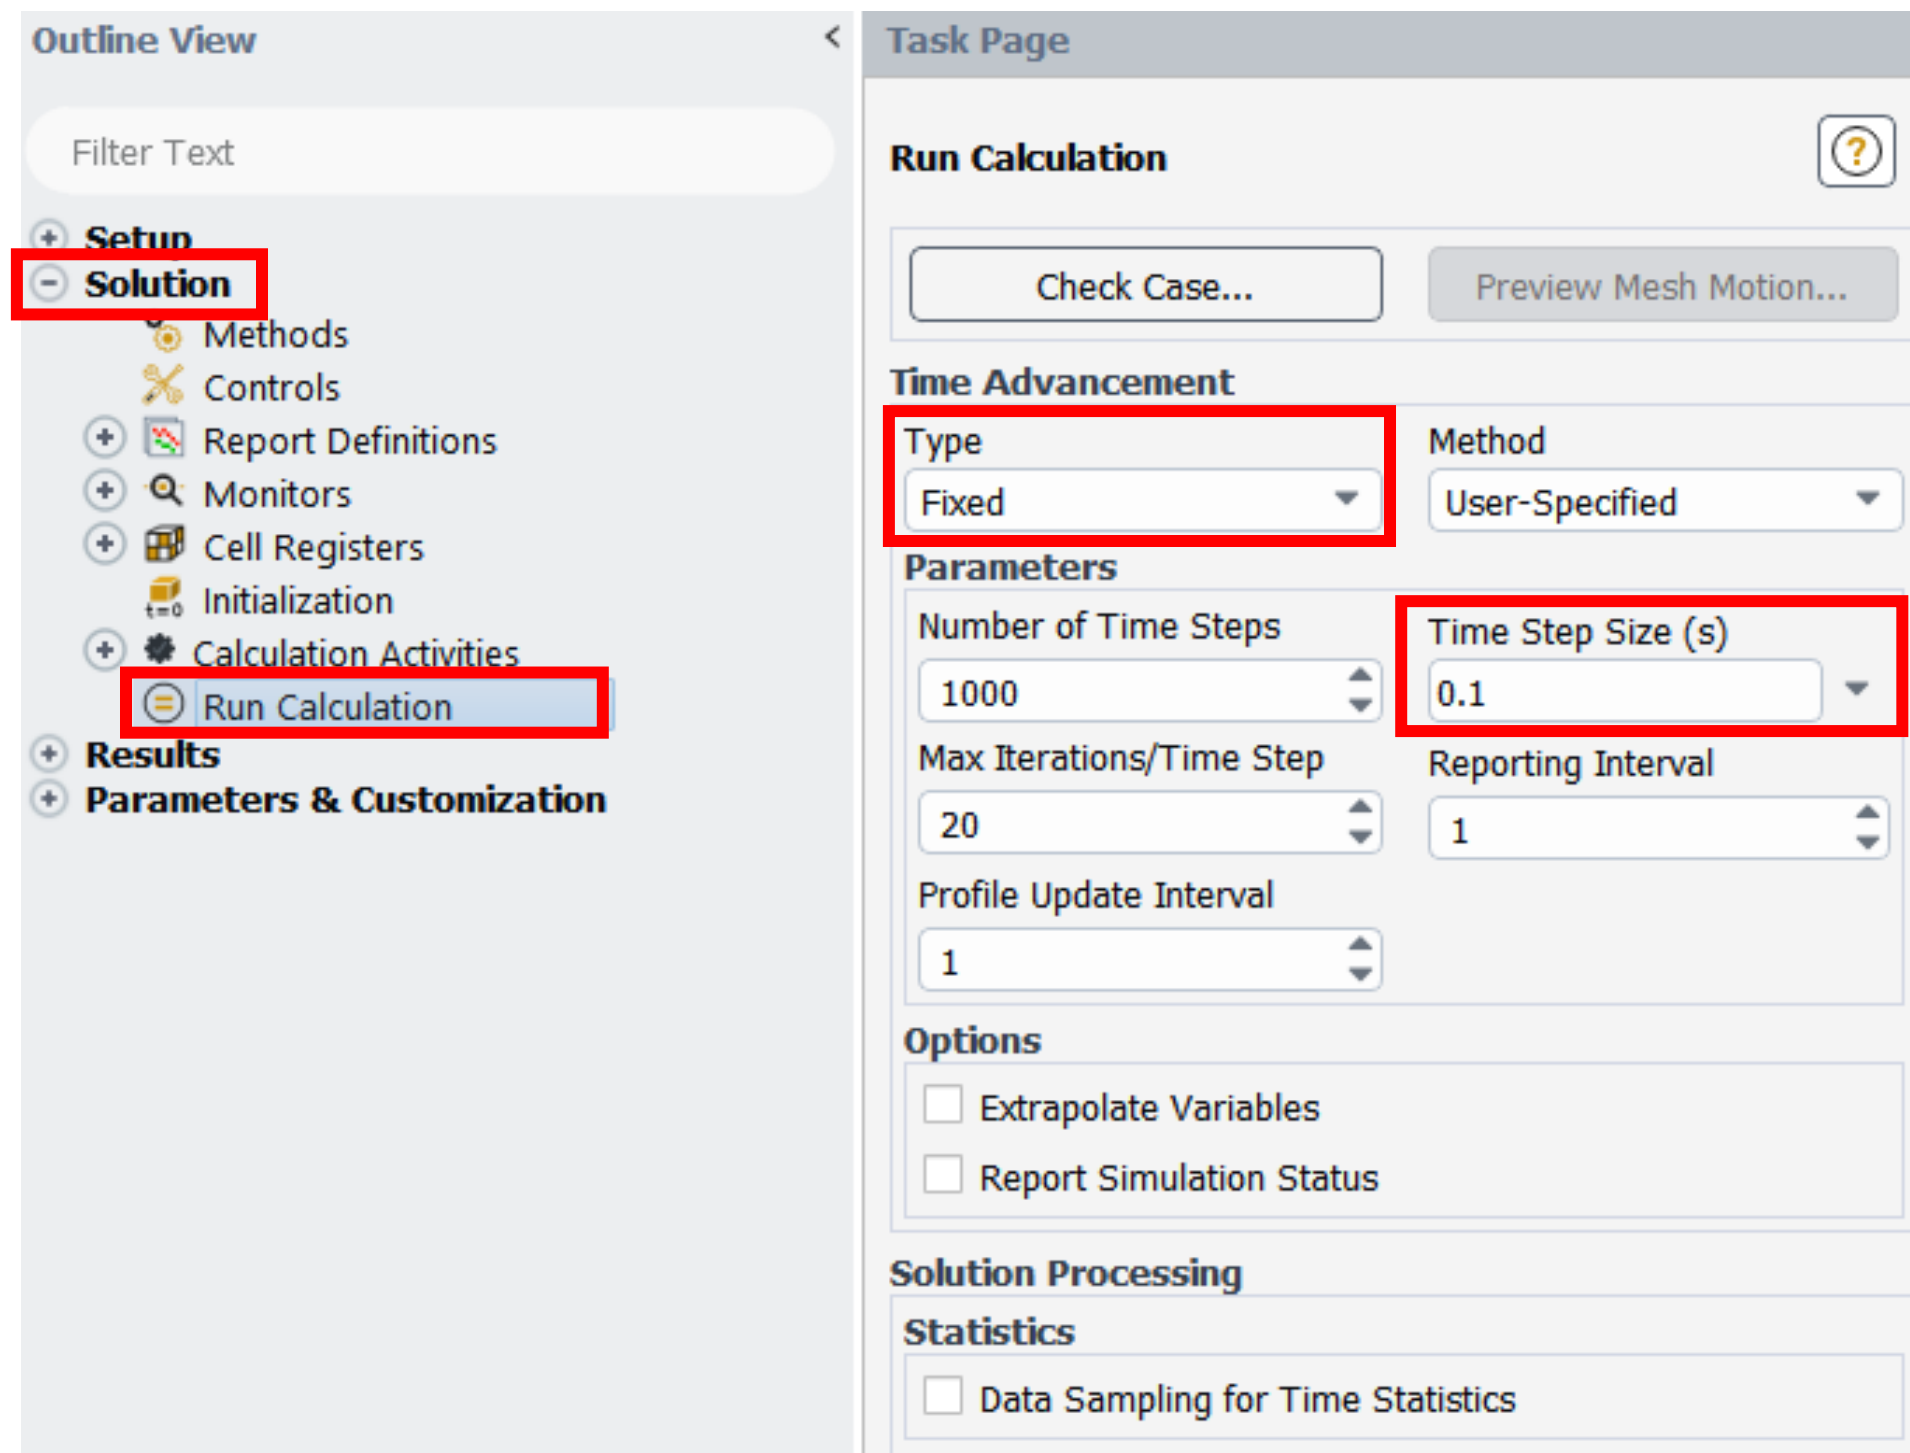 Outline View
<
Filter Text
Setup
Solution
Methods
Controls
Report Definitions
Monitors
Cell Registers
t=0
Initialization
Calculation Activities
Run Calculation
Results
Parameters & Customization
Task Page
Run Calculation
?
Check Case...
Preview Mesh Motion...
Time Advancement
Type
Method
Fixed
User-Specified
Parameters
Number of Time Steps
Time Step Size (s)
1000
0.1
Max Iterations/Time Step
Reporting Interval
20
1
Profile Update Interval
1
Options
Extrapolate Variables
Report Simulation Status
Solution Processing
Statistics
Data Sampling for Time Statistics